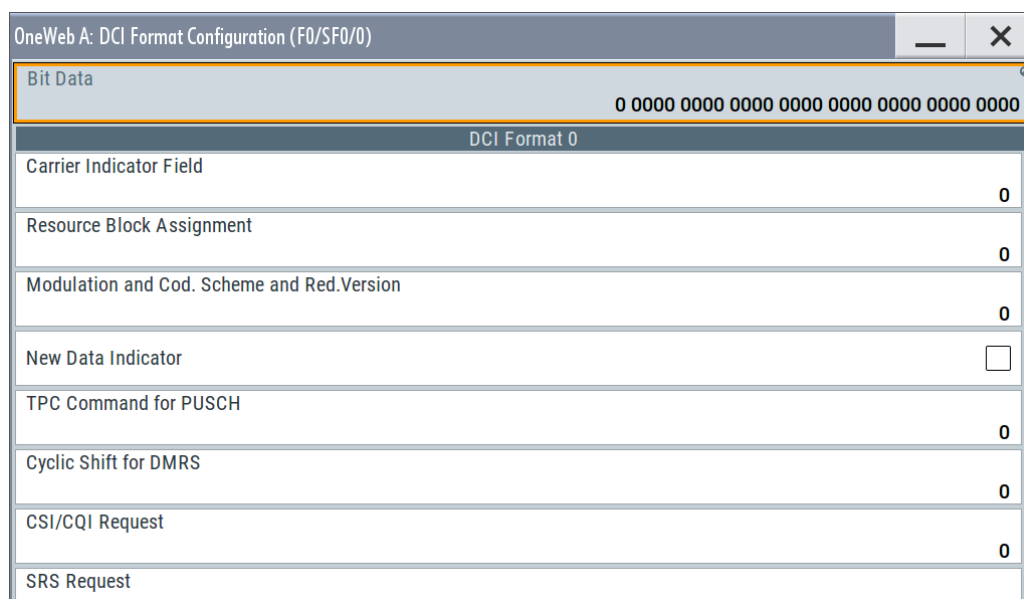 OneWeb A: DCI Format Configuration (F0/SF0/0)
Bit Data
0 0000 0000 0000 0000 0000 0000 0000 0000
DCI Format 0
Carrier Indicator Field
0
Resource Block Assignment
0
Modulation and Cod. Scheme and Red.Version
0
New Data Indicator
TPC Command for PUSCH
0
Cyclic Shift for DMRS
0
CSI/CQI Request
0
SRS Request